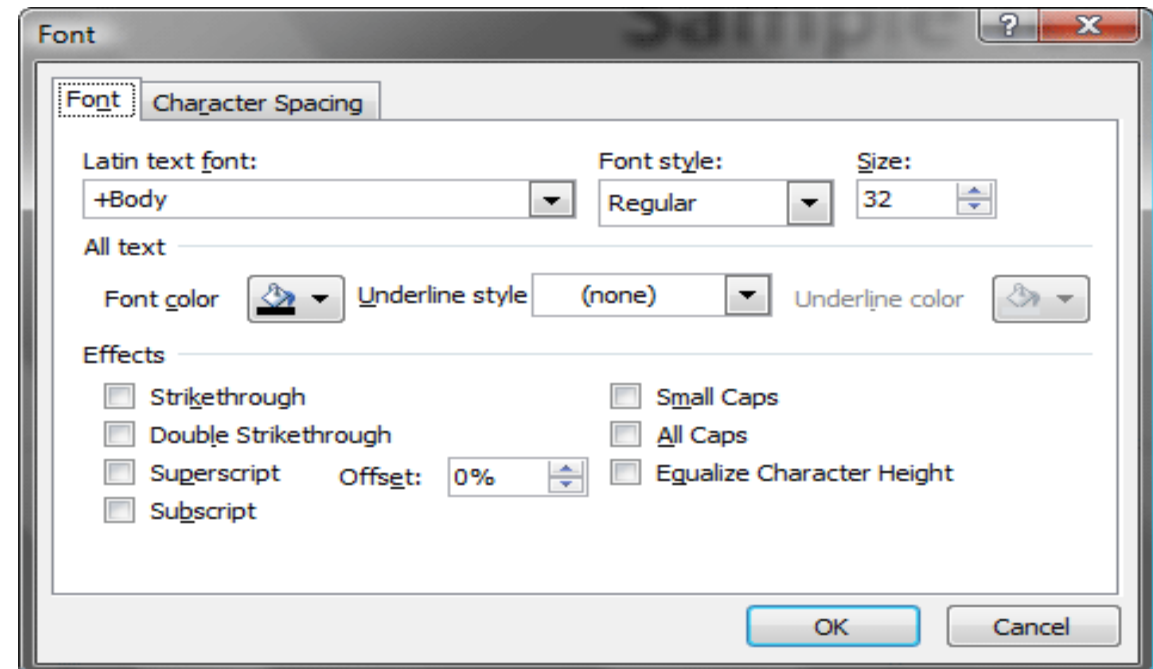 Sample
Font
Font Character Spacing
Latin text font: Font style: Size:
+Body Regular 32
All text
Font color Underline style (none) Underline color
Effects
Strikethrough Small Caps
Double Strikethrough All Caps
Superscript Offset: 0% Equalize Character Height
Subscript
OK Cancel